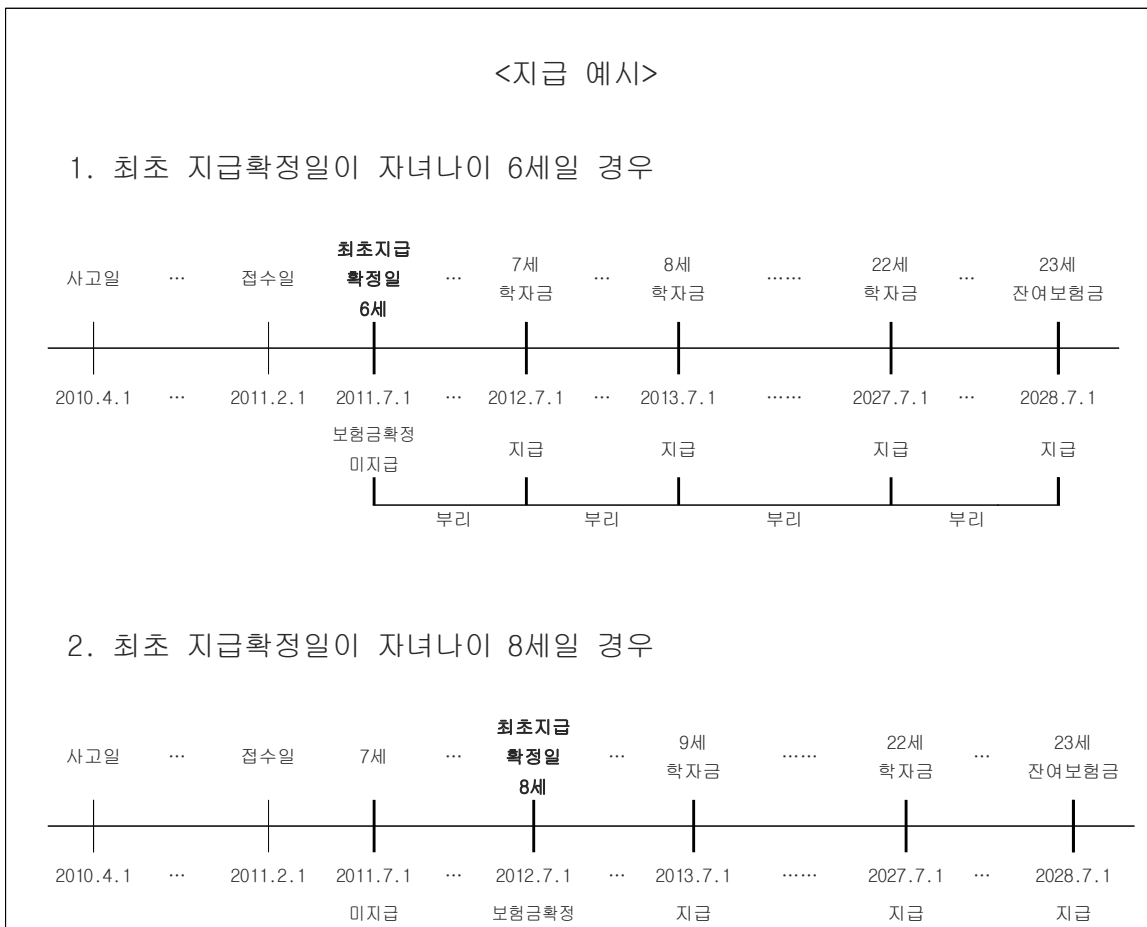 <지급 예시>
1. 최초 지급확정일이 자녀나이 6세일 경우
최초지급
사고일 … 접수일 확정일 … 7세 … 8세 …… 22세 … 23세
6세 학자금 학자금 학자금 잔여보험금
2010.4.1 … 2011.2.1 2011.7.1 … 2012.7.1 … 2013.7.1 …… 2027.7.1 … 2028.7.1
보험금확정 지급 지급 지급 지급
미지급
부리 부리 부리 부리
2. 최초 지급확정일이 자녀나이 8세일 경우
최초지급
사고일 … 접수일 7세 … 확정일 … 9세 …… 22세 … 23세
8세 학자금 학자금 잔여보험금
2010.4.1 … 2011.2.1 2011.7.1 … 2012.7.1 … 2013.7.1 …… 2027.7.1 … 2028.7.1
미지급 보험금확정 지급 지급 지급